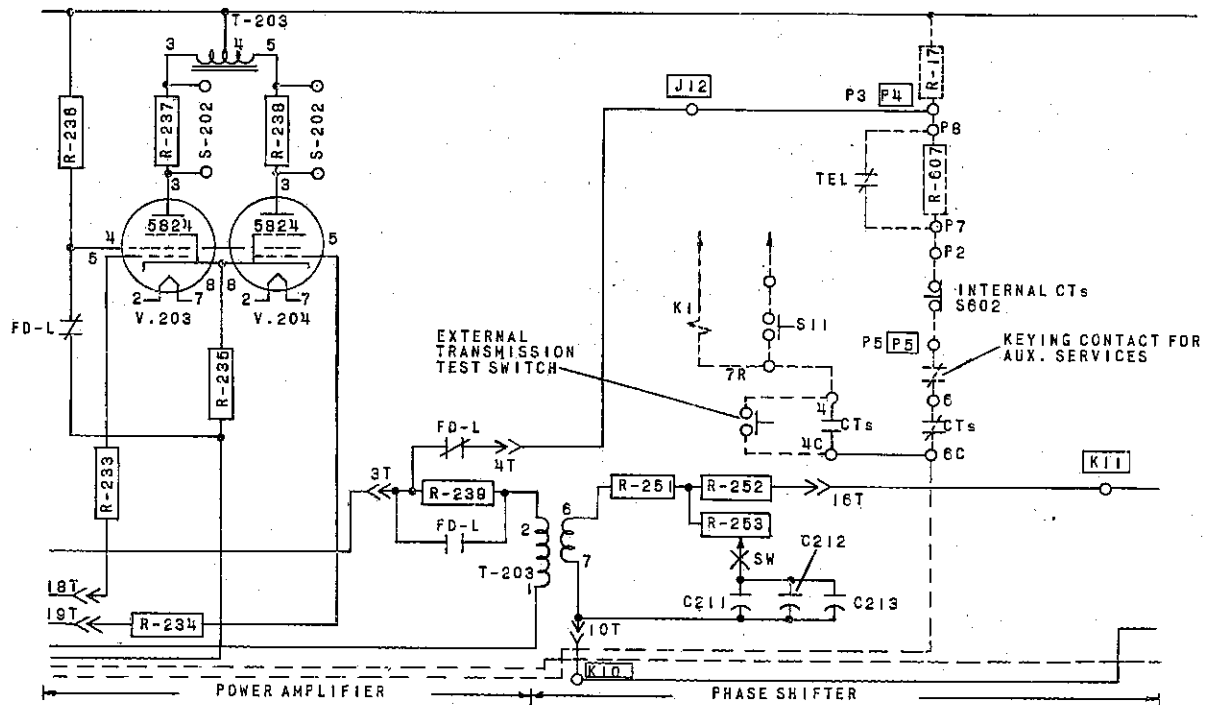 T-203
3 4 5
R-236
R-237
S-202
R-238
S-202
3 3
5824 5824
4 5
5
8 8
2 7 2 7
V.203 V.204
FD-L
R-235
R-233
18T
19T
R-234
3T
FD-L
4T
R-239
FD-L
2
T-203
1
6
7
R-251
R-252
R-253
16T
SW
C211
C212
C213
10T
K10
K11
J12
P3 P4
R-17
P8
TEL
R-607
P7
P2
INTERNAL CTs
S602
P5 P5
KEYING CONTACT FOR
AUX. SERVICES
6
CTs
6C
K1
S11
7R
EXTERNAL
TRANSMISSION
TEST SWITCH
4
CTs
4C
POWER AMPLIFIER
PHASE SHIFTER